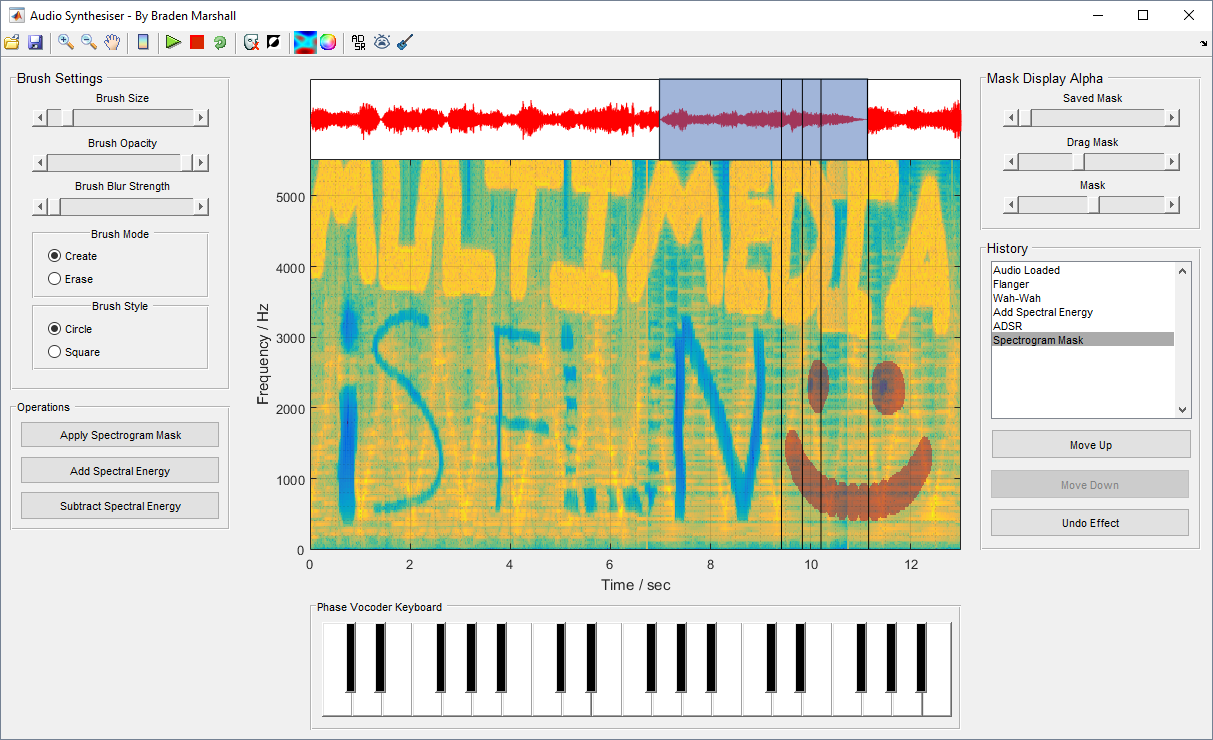 Audio Synthesiser - By Braden Marshall
AD
SR
Brush Settings
Brush Size
Brush Opacity
Brush Blur Strength
Brush Mode
Create
Erase
Brush Style
Circle
Square
Operations
Apply Spectrogram Mask
Add Spectral Energy
Subtract Spectral Energy
MULTIMEDIA
iSFLN
Frequency / Hz
5000
4000
3000
2000
1000
0
0 2 4 6 8 10 12
Time / sec
Phase Vocoder Keyboard
Mask Display Alpha
Saved Mask
Drag Mask
Mask
History
Audio Loaded
Flanger
Wah-Wah
Add Spectral Energy
ADSR
Spectrogram Mask
Move Up
Move Down
Undo Effect